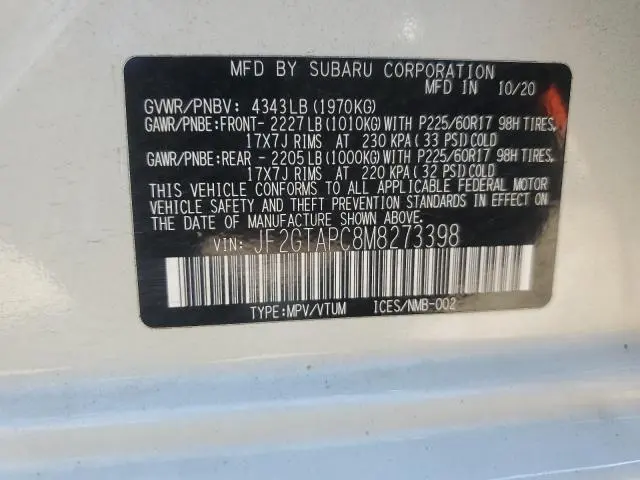 MFD BY SUBARU CORPORATION
MFD IN 10/20
GVWR/PNBV: 4343LB(1970KG)
GAWR/PNBE:FRONT-2227LB(1010KG)WITH P225/60R17 98H TIRES,
17X7J RIMS AT 230 KPA(33 PSI)COLD
GAWR/PNBE:REAR -2205LB(1000KG)WITH P225/60R17 98H TIRES,
17X7J RIMS AT 220 KPA(32 PSI)COLD
THIS VEHICLE CONFORMS TO ALL APPLICABLE FEDERAL MOTOR
VEHICLE SAFETY AND THEFT PREVENTION STANDARDS IN EFFECT ON
THE DATE OF MANUFACTURE SHOWN ABOVE.
VIN: JF2GTAPC8M8273398
TYPE:MPV/VTUM ICES/NMB-002